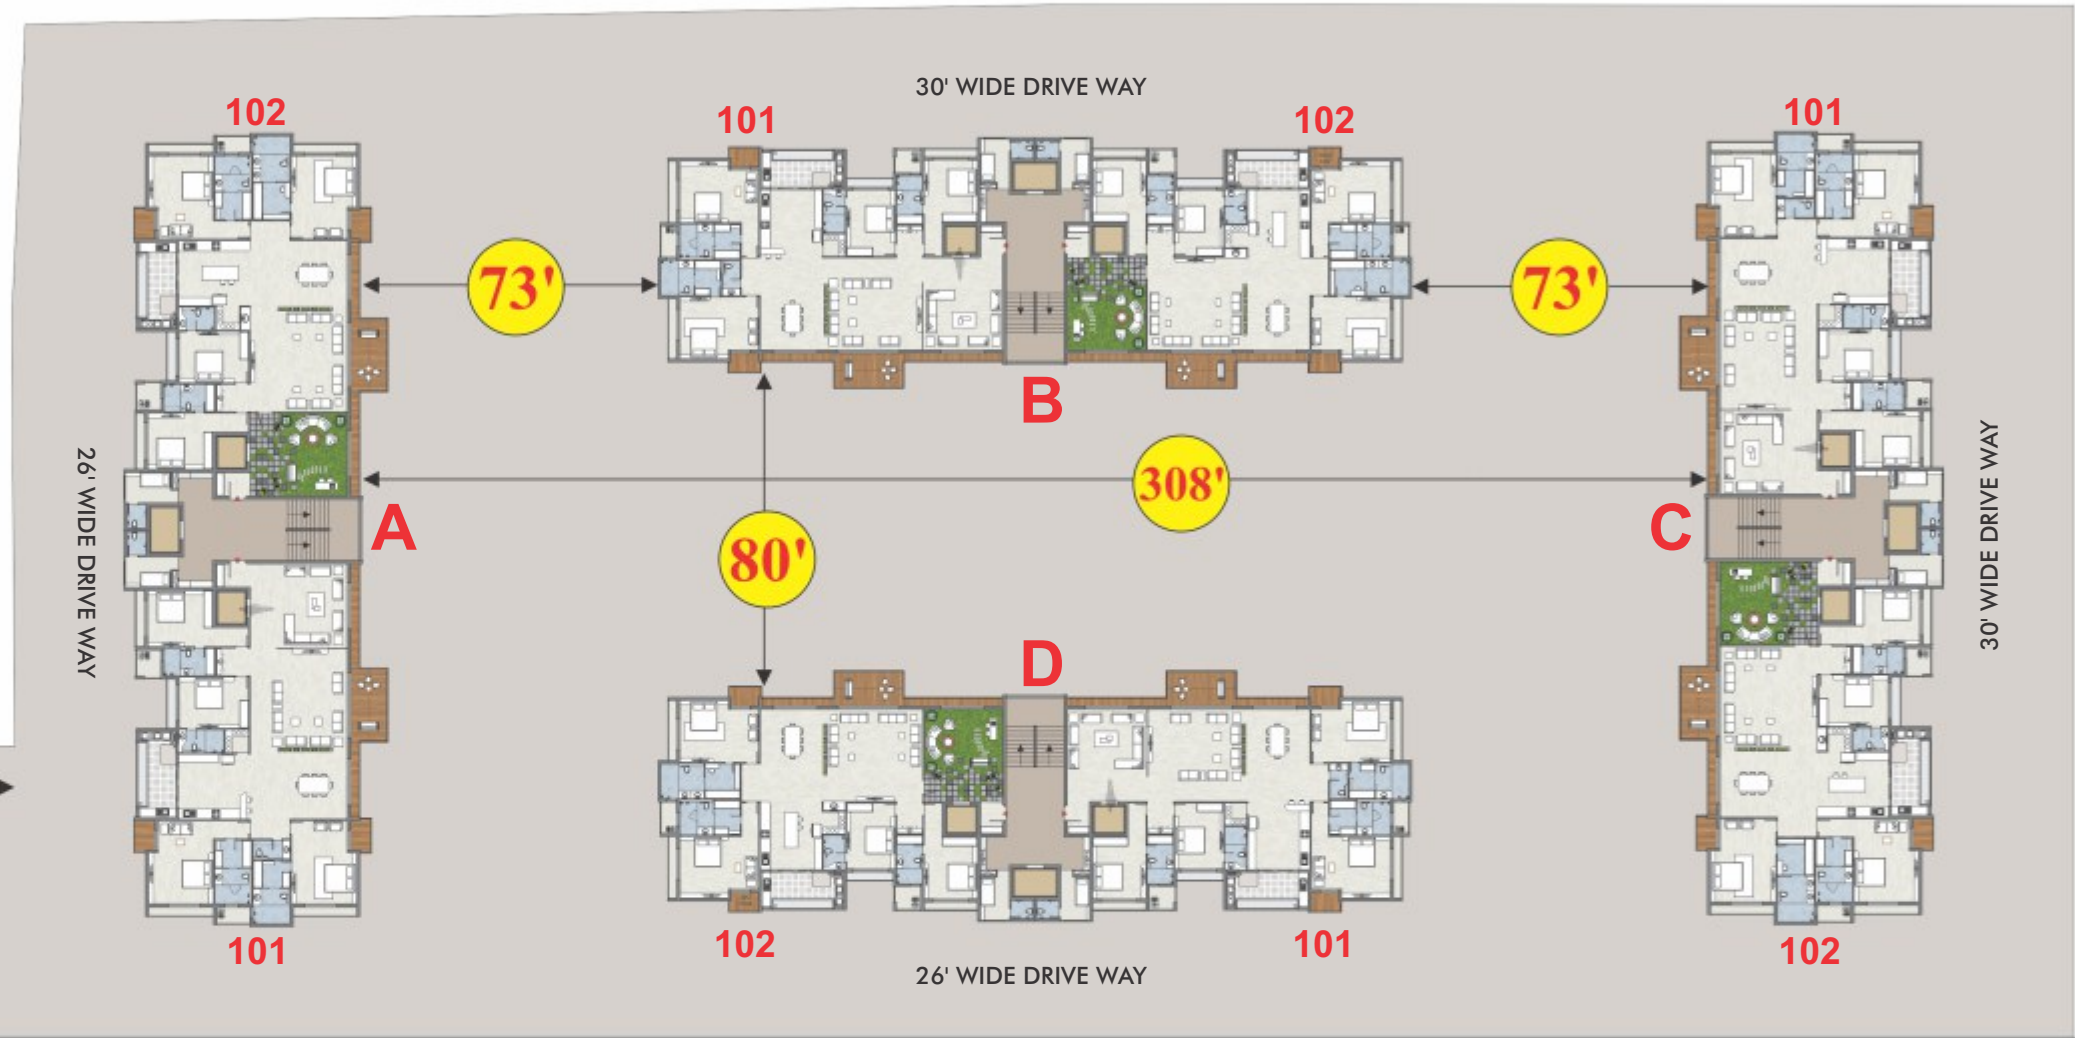 30' WIDE DRIVE WAY
102
101
102
101
73'
73'
B
308'
26' WIDE DRIVE WAY
A
C
30' WIDE DRIVE WAY
80'
D
101
102
101
102
26' WIDE DRIVE WAY